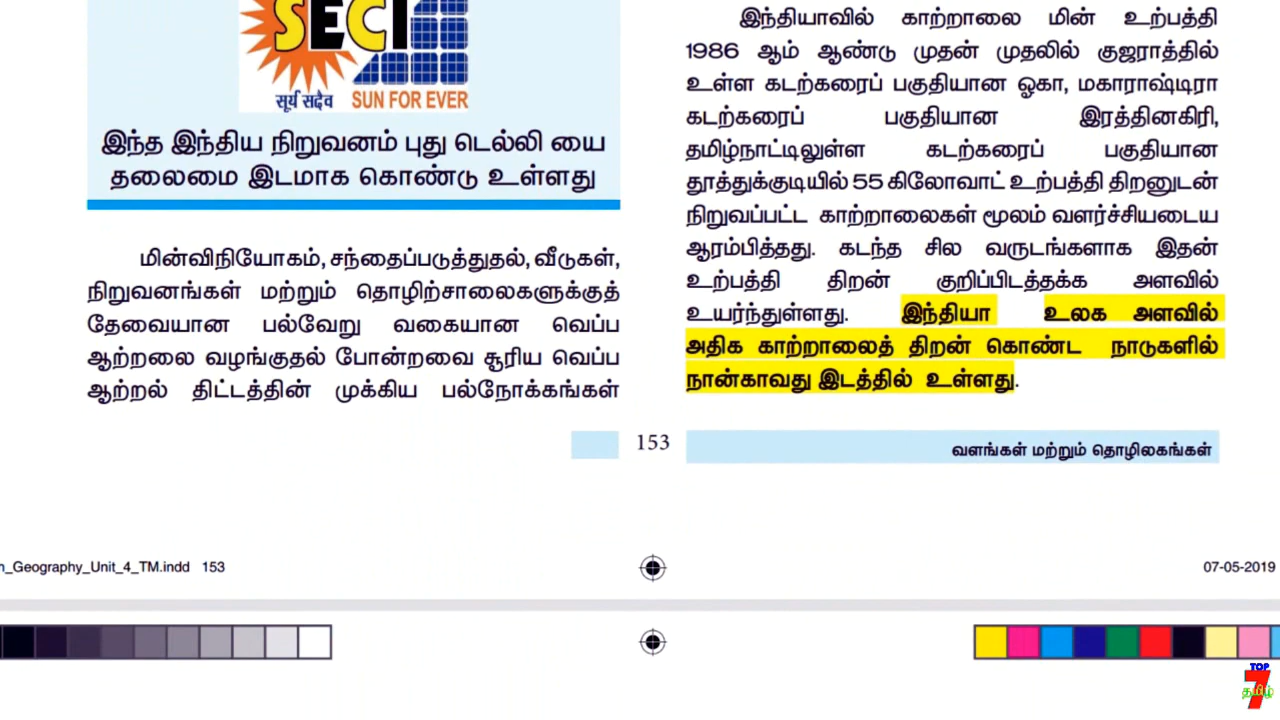 SECI
सूर्य सदैव SUN FOR EVER
இந்த இந்திய நிறுவனம் புது டெல்லி யை
தலைமை இடமாக கொண்டு உள்ளது
மின்விநியோகம், சந்தைப்படுத்துதல், வீடுகள்,
நிறுவனங்கள் மற்றும் தொழிற்சாலைகளுக்குத்
தேவையான பல்வேறு வகையான வெப்ப
ஆற்றலை வழங்குதல் போன்றவை சூரிய வெப்ப
ஆற்றல் திட்டத்தின் முக்கிய பல்நோக்கங்கள்
இந்தியாவில் காற்றாலை மின் உற்பத்தி
1986 ஆம் ஆண்டு முதன் முதலில் குஜராத்தில்
உள்ள கடற்கரைப் பகுதியான ஓகா, மகாராஷ்டிரா
கடற்கரைப் பகுதியான இரத்தினகிரி,
தமிழ்நாட்டிலுள்ள கடற்கரைப் பகுதியான
தூத்துக்குடியில் 55 கிலோவாட் உற்பத்தி திறனுடன்
நிறுவப்பட்ட காற்றாலைகள் மூலம் வளர்ச்சியடைய
ஆரம்பித்தது. கடந்த சில வருடங்களாக இதன்
உற்பத்தி திறன் குறிப்பிடத்தக்க அளவில்
உயர்ந்துள்ளது. இந்தியா உலக அளவில்
அதிக காற்றாலைத் திறன் கொண்ட நாடுகளில்
நான்காவது இடத்தில் உள்ளது.
153
வளங்கள் மற்றும் தொழிலகங்கள்
_Geography_Unit_4_TM.indd 153
07-05-2019
TOP
7
தமிழ்